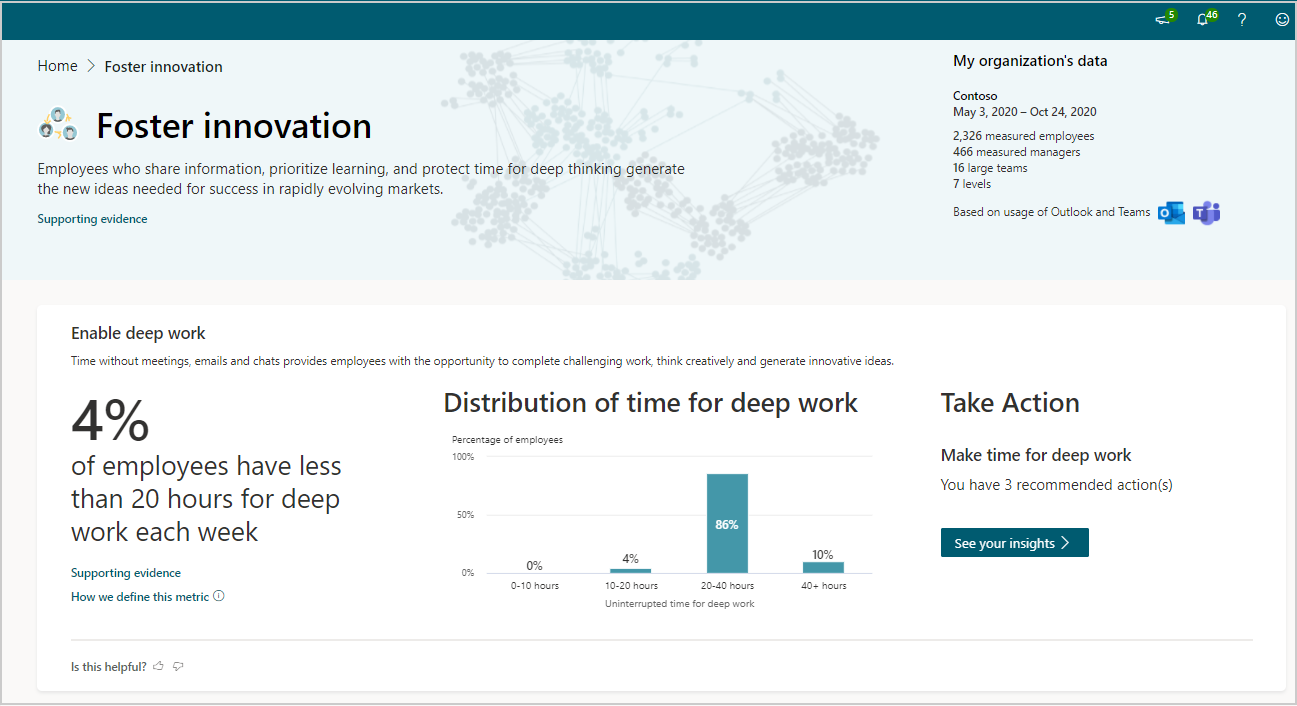 5
46
?
Home > Foster innovation
Foster innovation
Employees who share information, prioritize learning, and protect time for deep thinking generate
the new ideas needed for success in rapidly evolving markets.
Supporting evidence
My organization's data
Contoso
May 3, 2020 – Oct 24, 2020
2,326 measured employees
466 measured managers
16 large teams
7 levels
Based on usage of Outlook and Teams
Enable deep work
Time without meetings, emails and chats provides employees with the opportunity to complete challenging work, think creatively and generate innovative ideas.
4%
of employees have less
than 20 hours for deep
work each week
Supporting evidence
How we define this metric
Distribution of time for deep work
Percentage of employees
100%
50%
0%
0%
4%
86%
10%
0-10 hours
10-20 hours
20-40 hours
40+ hours
Uninterrupted time for deep work
Take Action
Make time for deep work
You have 3 recommended action(s)
See your insights >
Is this helpful?